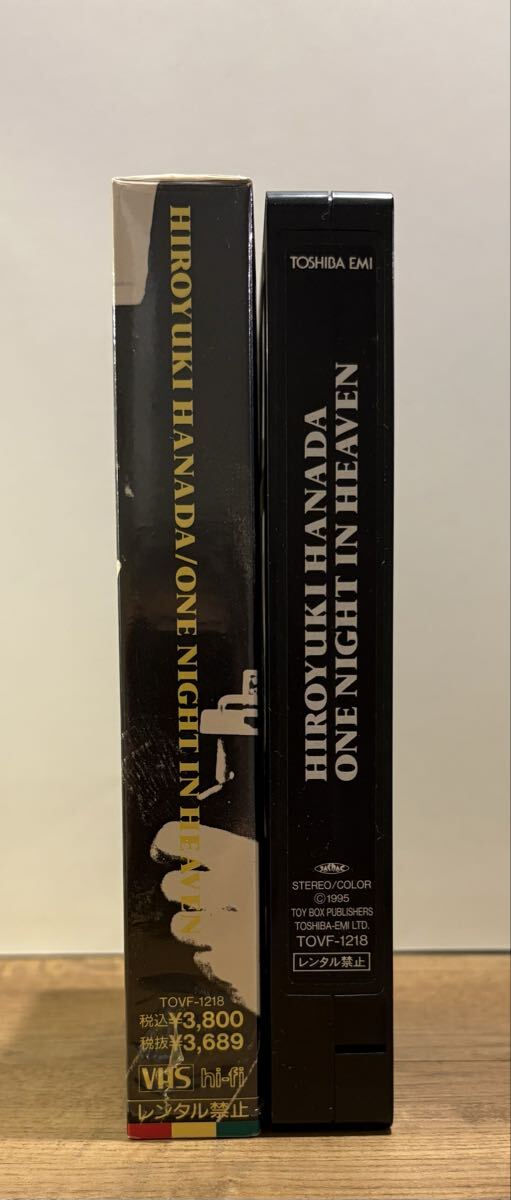 HIROYUKI HANADA/ONE NIGHT IN HEAVEN
TOVF-1218
税込¥3,800
税抜¥3,689
VHS hi-fi
レンタル禁止
TOSHIBA EMI
HIROYUKI HANADA
ONE NIGHT IN HEAVEN
JASRAC
STEREO/COLOR
Ⓒ1995
TOY BOX PUBLISHERS
TOSHIBA-EMI LTD.
TOVF-1218
レンタル禁止